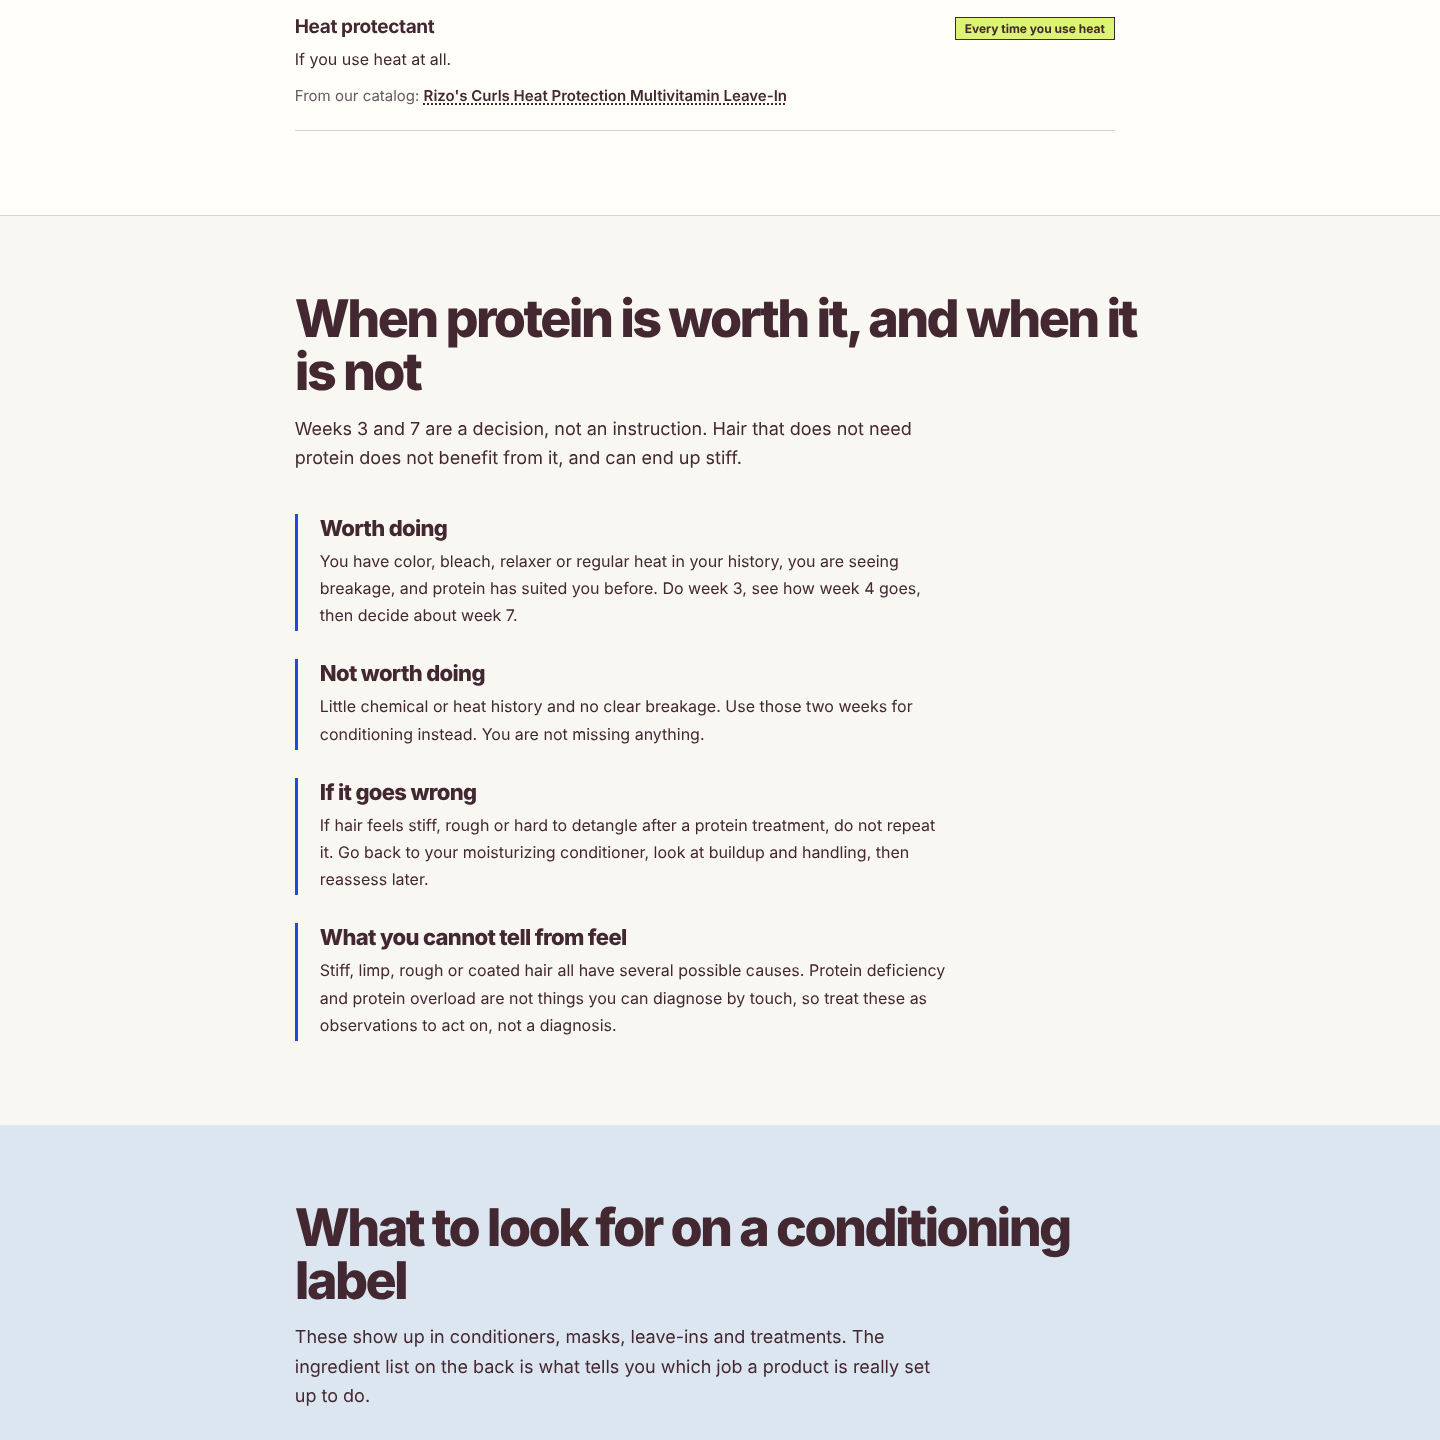 Heat protectant
Every time you use heat
If you use heat at all.
From our catalog: Rizo's Curls Heat Protection Multivitamin Leave-In
When protein is worth it, and when it
is not
Weeks 3 and 7 are a decision, not an instruction. Hair that does not need
protein does not benefit from it, and can end up stiff.
Worth doing
You have color, bleach, relaxer or regular heat in your history, you are seeing
breakage, and protein has suited you before. Do week 3, see how week 4 goes,
then decide about week 7.
Not worth doing
Little chemical or heat history and no clear breakage. Use those two weeks for
conditioning instead. You are not missing anything.
If it goes wrong
If hair feels stiff, rough or hard to detangle after a protein treatment, do not repeat
it. Go back to your moisturizing conditioner, look at buildup and handling, then
reassess later.
What you cannot tell from feel
Stiff, limp, rough or coated hair all have several possible causes. Protein deficiency
and protein overload are not things you can diagnose by touch, so treat these as
observations to act on, not a diagnosis.
What to look for on a conditioning
label
These show up in conditioners, masks, leave-ins and treatments. The
ingredient list on the back is what tells you which job a product is really set
up to do.